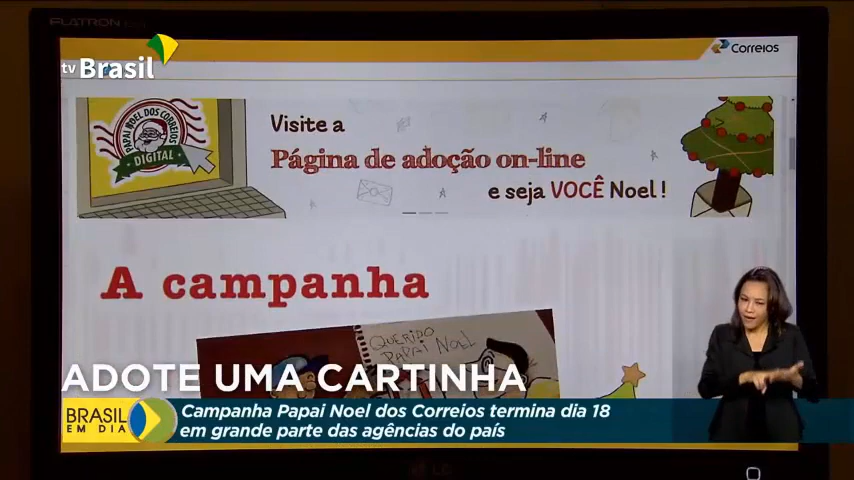 FLATRON
tv Brasil
Correios
PAPAI NOEL DOS CORREIOS
DIGITAL
Visite a
Página de adoção on-line
e seja VOCÊ Noel!
A campanha
QUERIDO
PAPAI NOEL
ADOTE UMA CARTINHA
BRASIL
EM DIA
Campanha Papai Noel dos Correios termina dia 18
em grande parte das agências do país
LG